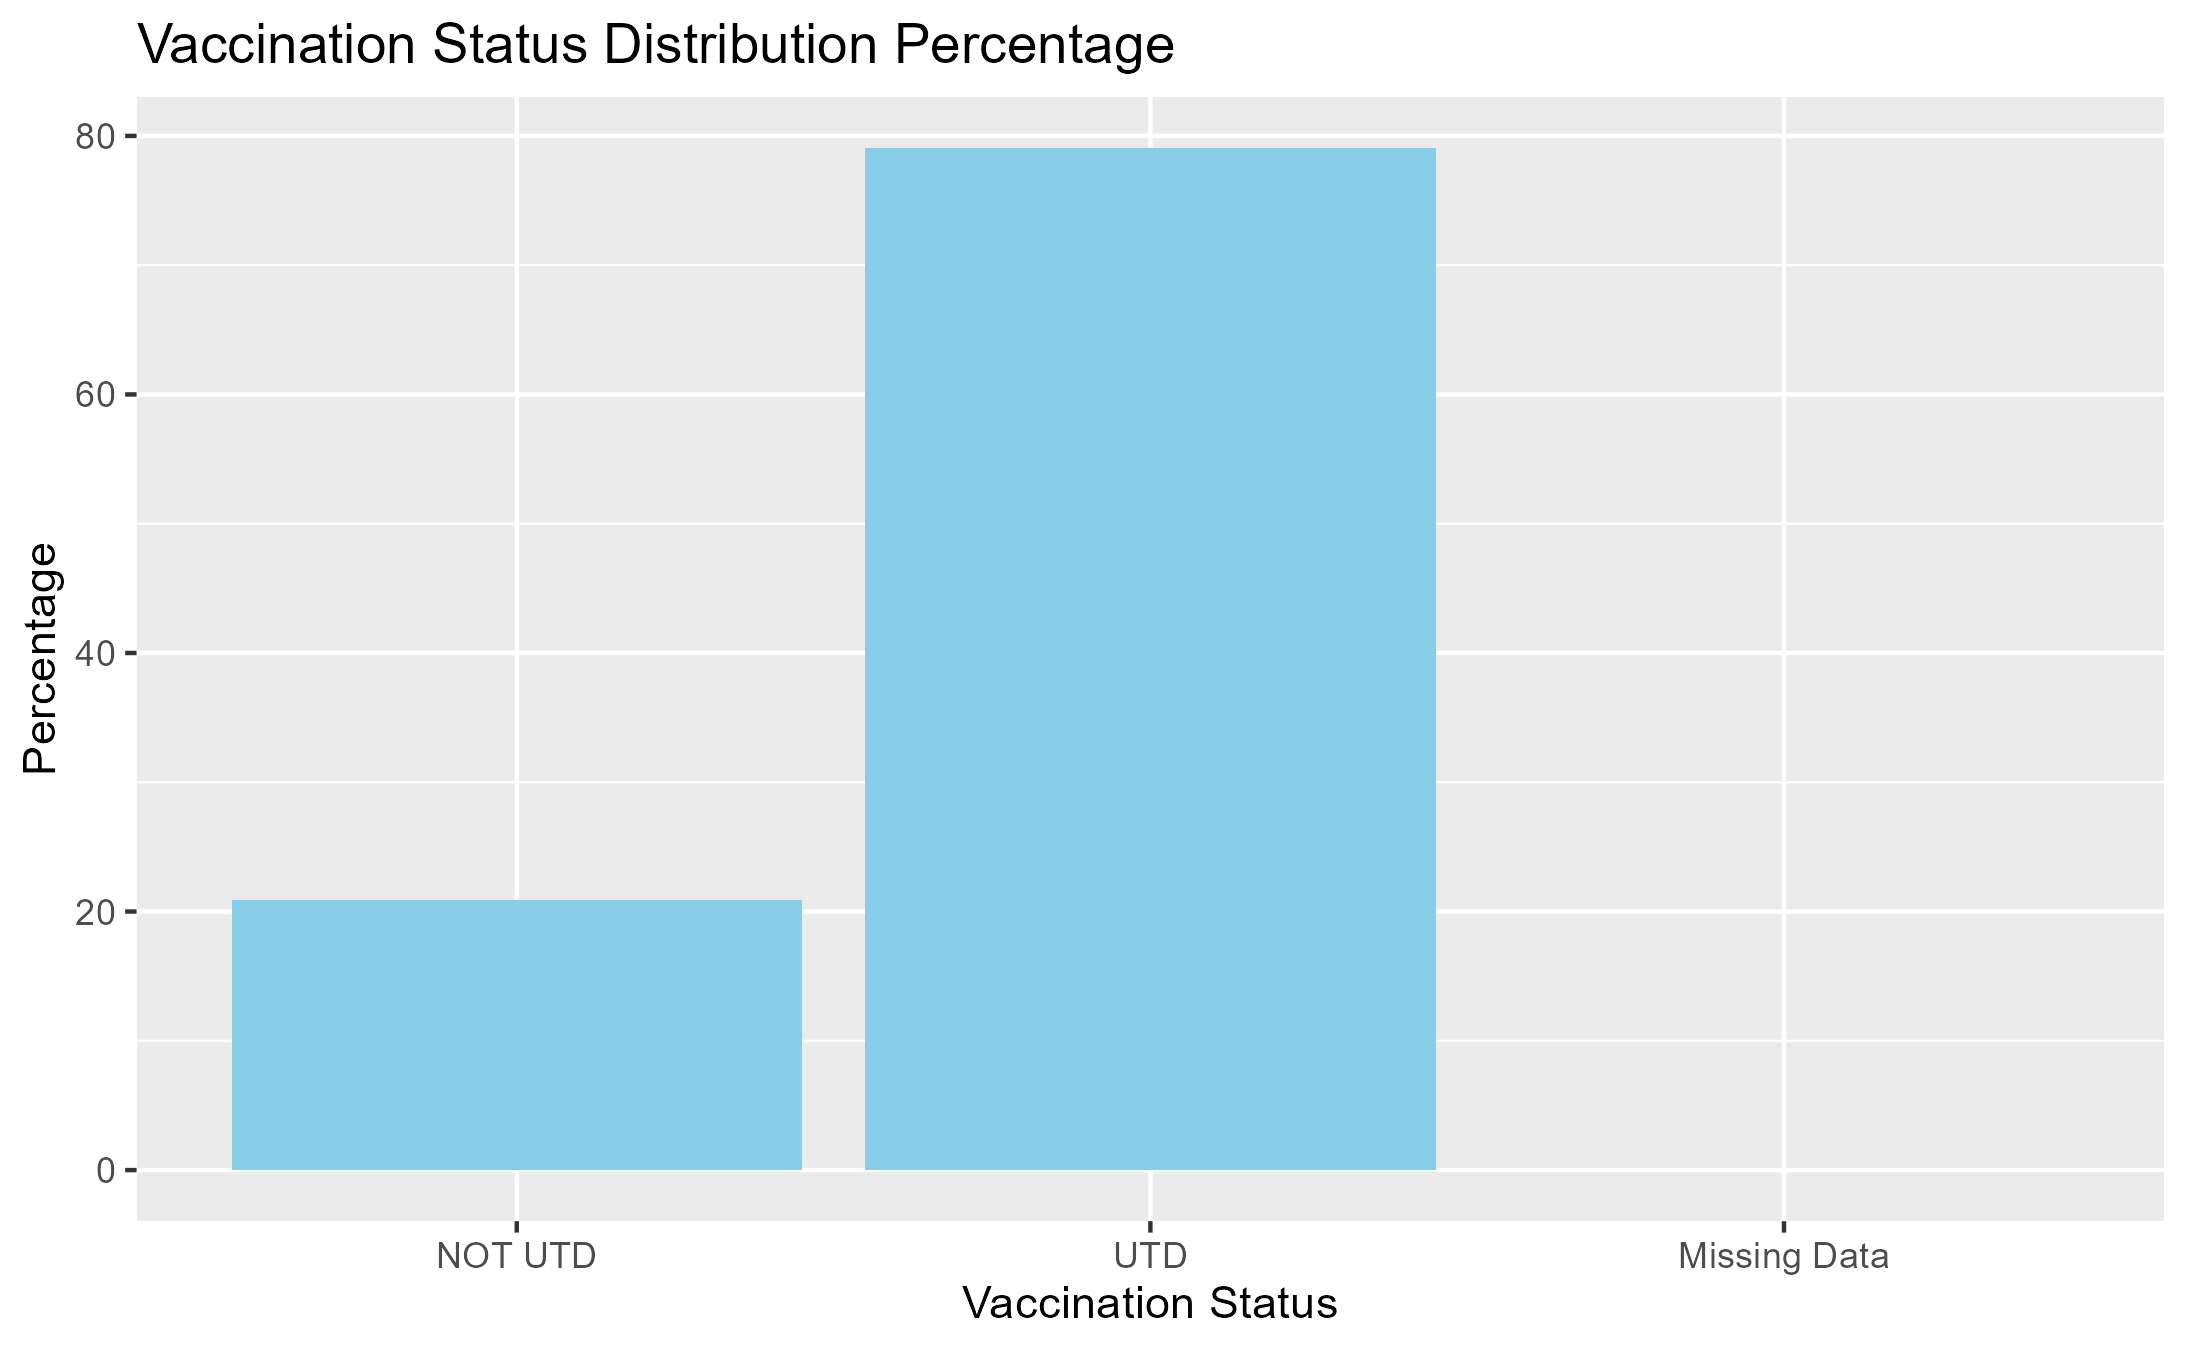 Vaccination Status Distribution Percentage
Percentage
80
60
40
20
0
NOT UTD
UTD
Missing Data
Vaccination Status